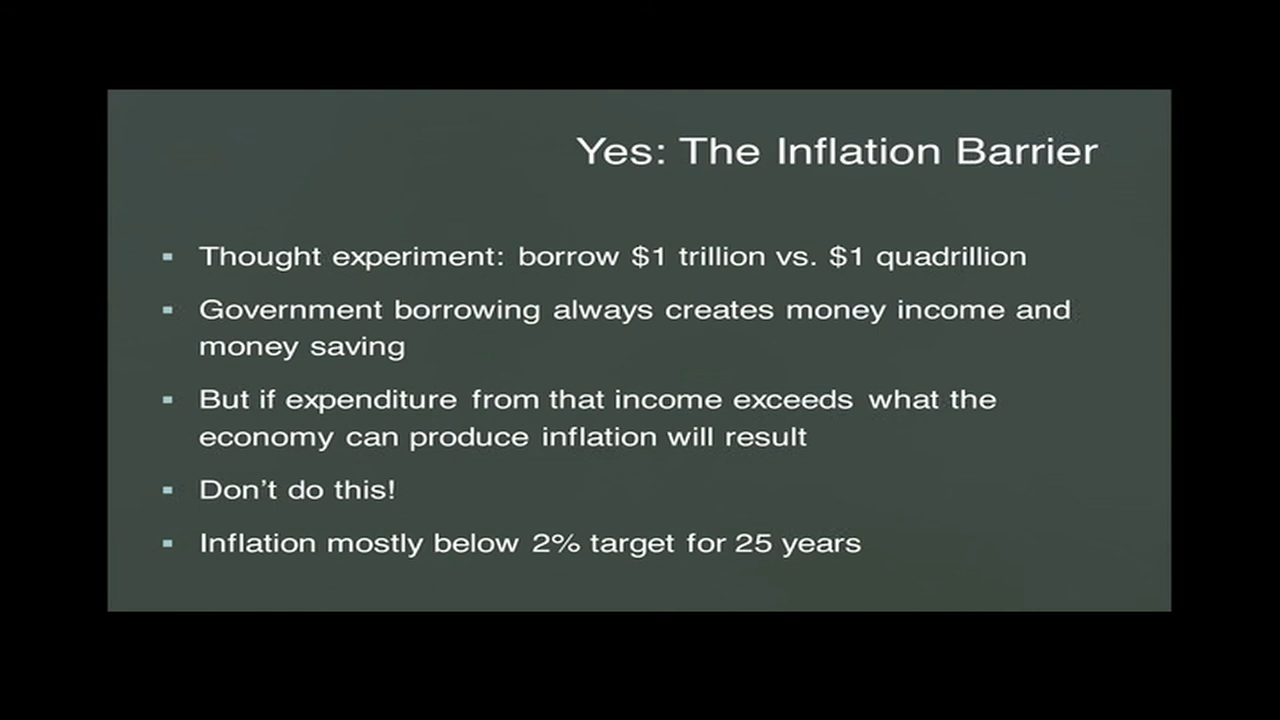 Yes: The Inflation Barrier
▪ Thought experiment: borrow $1 trillion vs. $1 quadrillion
▪ Government borrowing always creates money income and
money saving
▪ But if expenditure from that income exceeds what the
economy can produce inflation will result
▪ Don’t do this!
▪ Inflation mostly below 2% target for 25 years